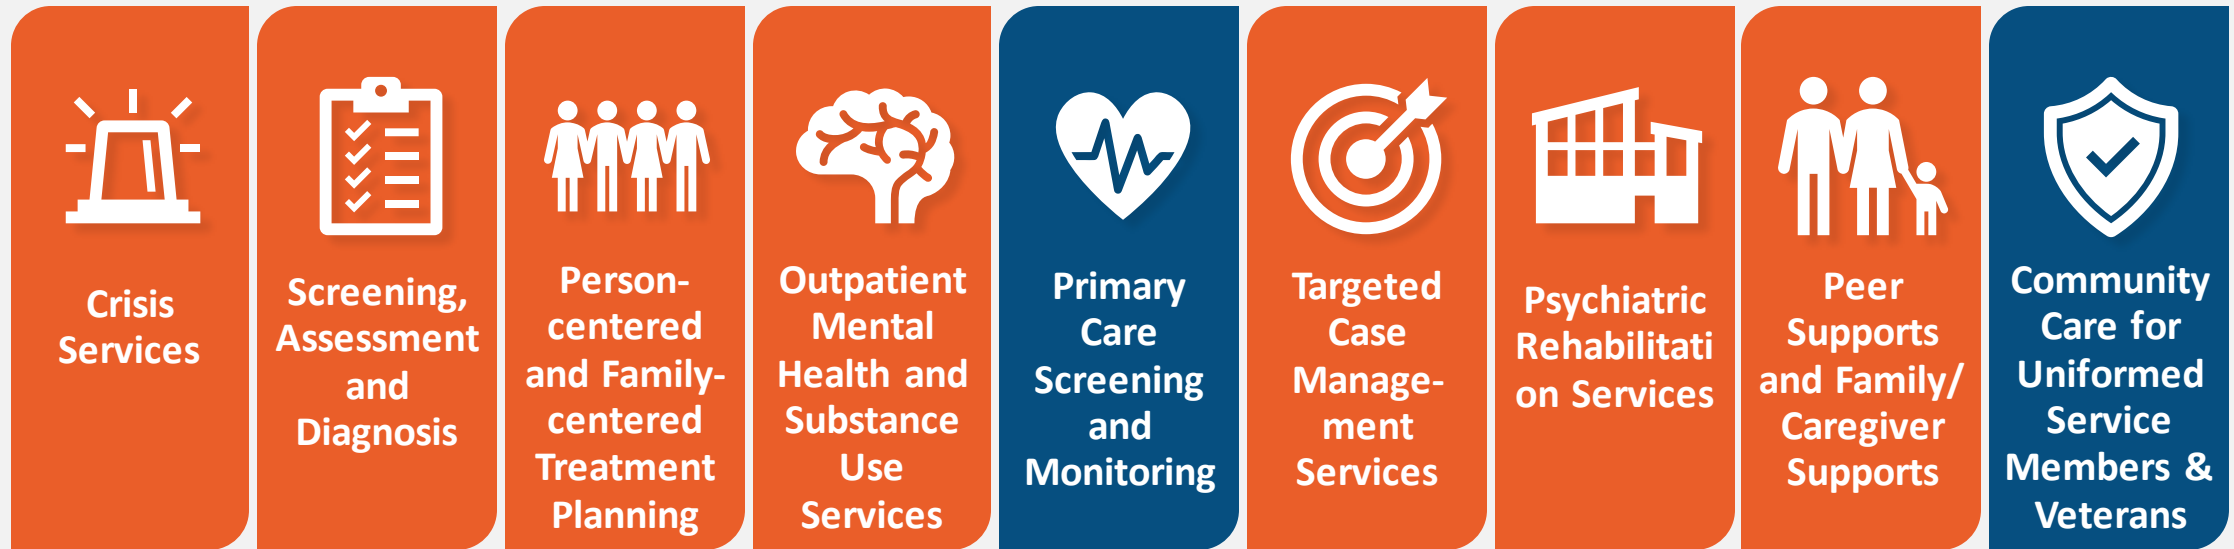 Crisis
Services
Screening,
Assessment
and
Diagnosis
Person-
centered
and Family-
centered
Treatment
Planning
Outpatient
Mental
Health and
Substance
Use
Services
Primary
Care
Screening
and
Monitoring
Targeted
Case
Manage-
ment
Services
Psychiatric
Rehabilitati
on Services
Peer
Supports
and Family/
Caregiver
Supports
Community
Care for
Uniformed
Service
Members &
Veterans